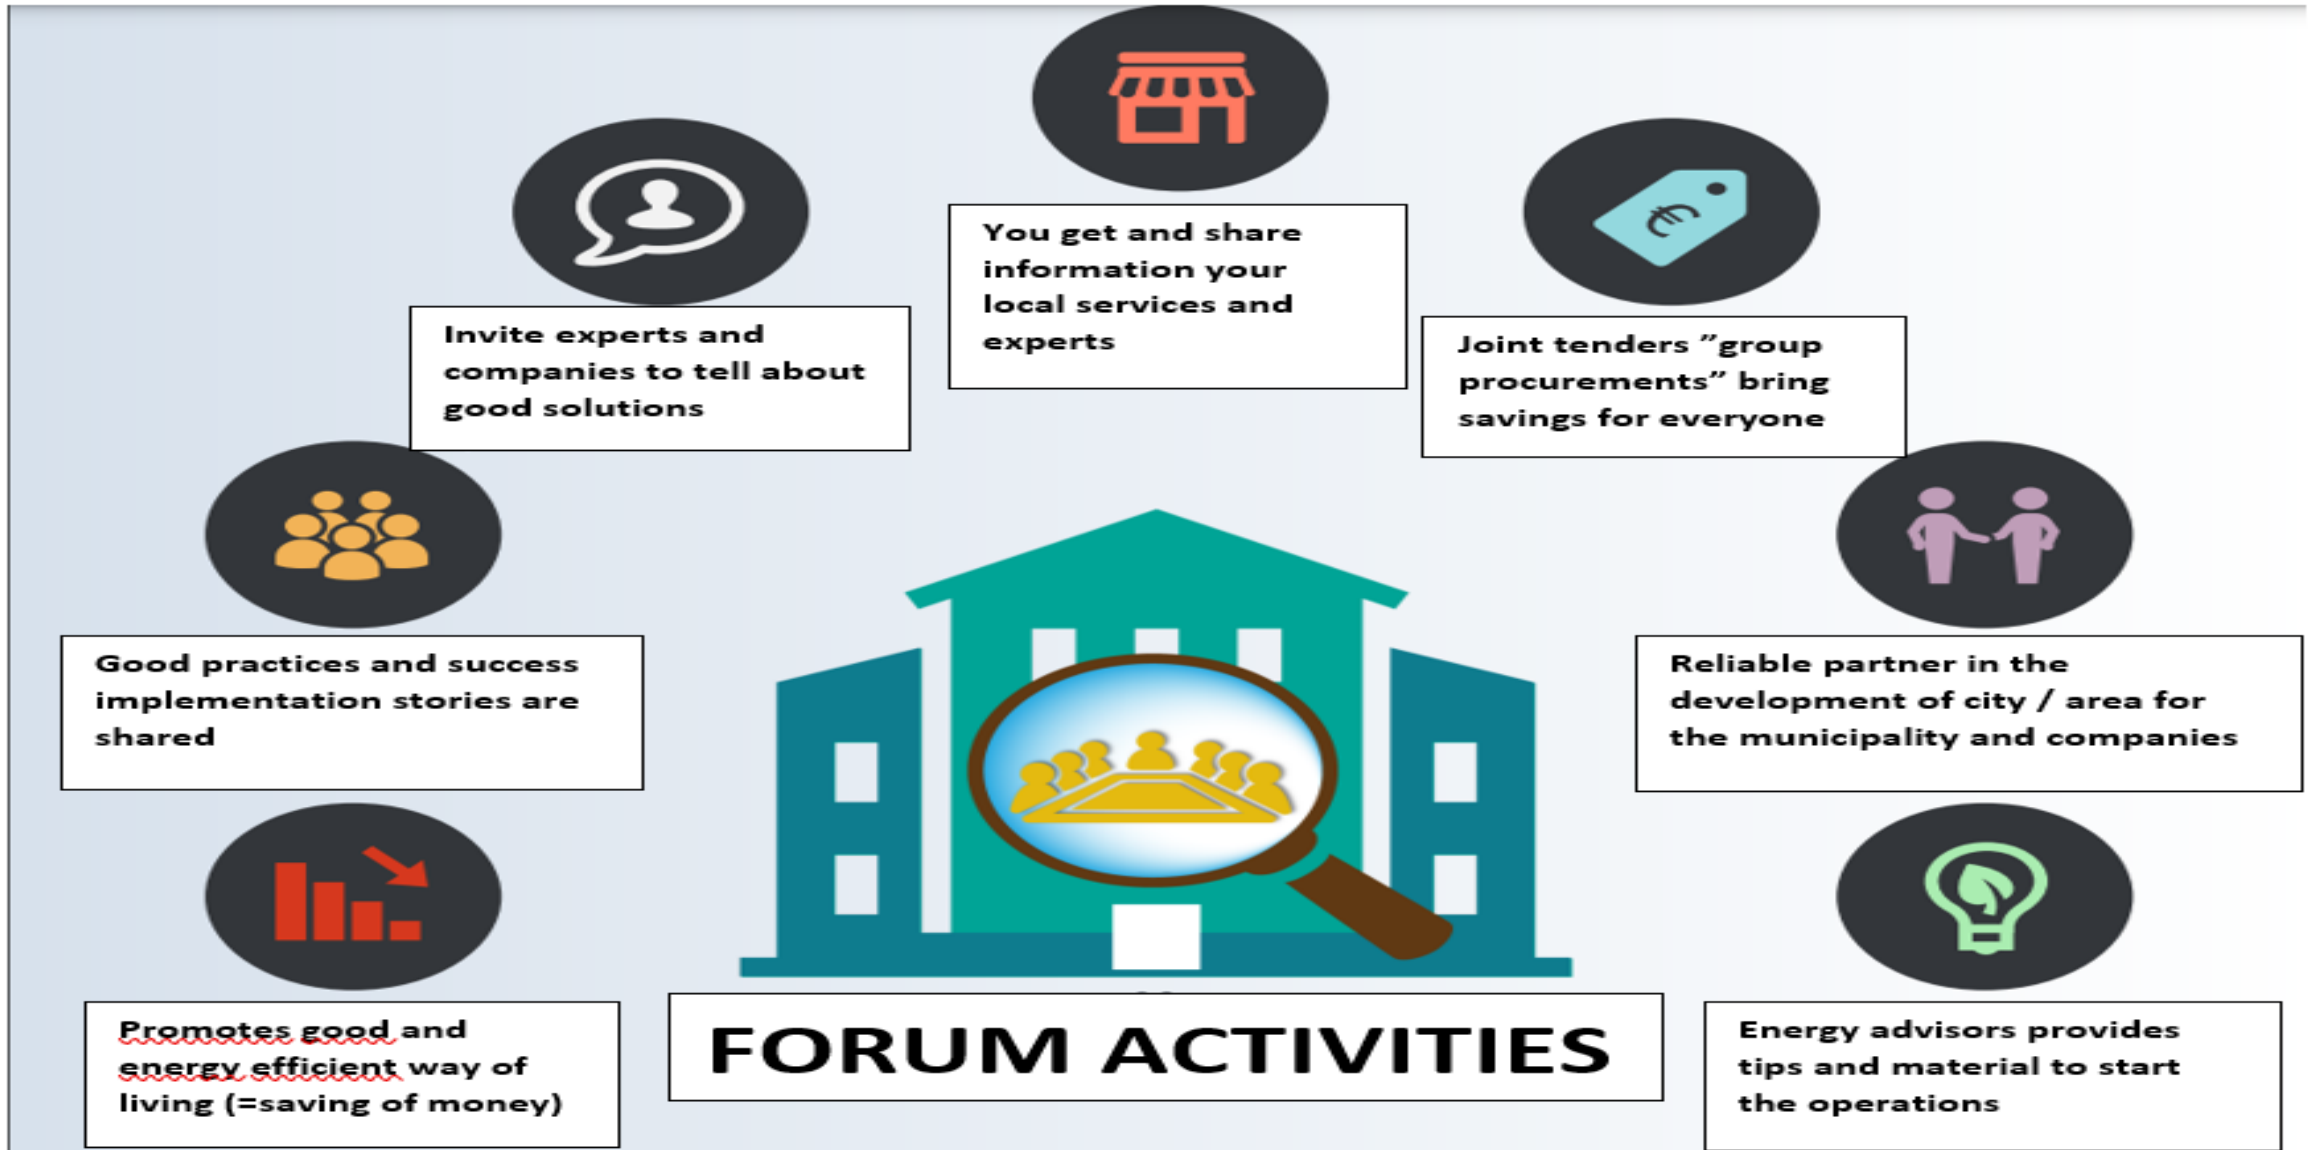 You get and share
information your
local services and
experts
Invite experts and
companies to tell about
good solutions
Joint tenders ”group
procurements” bring
savings for everyone
€
Good practices and success
implementation stories are
shared
Reliable partner in the
development of city / area for
the municipality and companies
Promotes good and
energy efficient way of
living (=saving of money)
FORUM ACTIVITIES
Energy advisors provides
tips and material to start
the operations